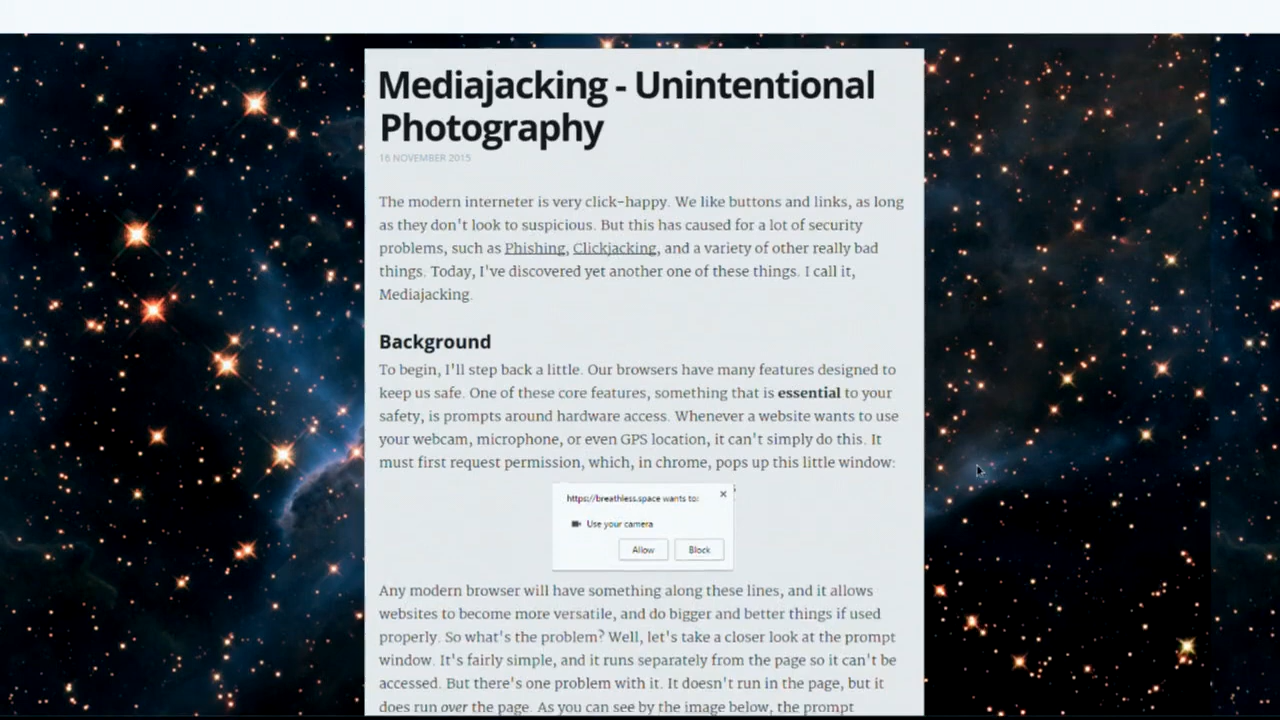 Mediajacking - Unintentional
Photography
16 NOVEMBER 2015
The modern interneter is very click-happy. We like buttons and links, as long
as they don't look to suspicious. But this has caused for a lot of security
problems, such as Phishing, Clickjacking, and a variety of other really bad
things. Today, I've discovered yet another one of these things. I call it,
Mediajacking.
Background
To begin, I'll step back a little. Our browsers have many features designed to
keep us safe. One of these core features, something that is essential to your
safety, is prompts around hardware access. Whenever a website wants to use
your webcam, microphone, or even GPS location, it can't simply do this. It
must first request permission, which, in chrome, pops up this little window:
https://breathless.space wants to:
Use your camera
Allow Block
Any modern browser will have something along these lines, and it allows
websites to become more versatile, and do bigger and better things if used
properly. So what's the problem? Well, let's take a closer look at the prompt
window. It's fairly simple, and it runs separately from the page so it can't be
accessed. But there's one problem with it. It doesn't run in the page, but it
does run over the page. As you can see by the image below, the prompt